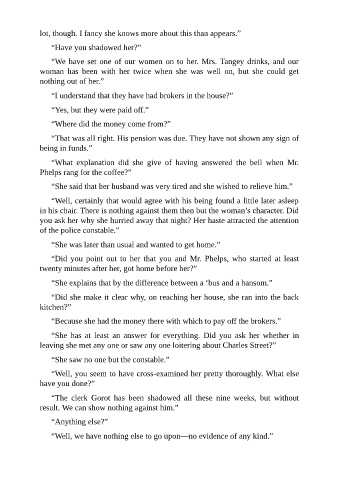 lot, though. I fancy she knows more about this than appears.”
“Have you shadowed her?”
“We have set one of our women on to her. Mrs. Tangey drinks, and our
woman has been with her twice when she was well on, but she could get
nothing out of her.”
“I understand that they have had brokers in the house?”
“Yes, but they were paid off.”
“Where did the money come from?”
“That was all right. His pension was due. They have not shown any sign of
being in funds.”
“What explanation did she give of having answered the bell when Mr.
Phelps rang for the coffee?”
“She said that her husband was very tired and she wished to relieve him.”
“Well, certainly that would agree with his being found a little later asleep
in his chair. There is nothing against them then but the woman’s character. Did
you ask her why she hurried away that night? Her haste attracted the attention
of the police constable.”
“She was later than usual and wanted to get home.”
“Did you point out to her that you and Mr. Phelps, who started at least
twenty minutes after her, got home before her?”
“She explains that by the difference between a ‘bus and a hansom.”
“Did she make it clear why, on reaching her house, she ran into the back
kitchen?”
“Because she had the money there with which to pay off the brokers.”
“She has at least an answer for everything. Did you ask her whether in
leaving she met any one or saw any one loitering about Charles Street?”
“She saw no one but the constable.”
“Well, you seem to have cross-examined her pretty thoroughly. What else
have you done?”
“The clerk Gorot has been shadowed all these nine weeks, but without
result. We can show nothing against him.”
“Anything else?”
“Well, we have nothing else to go upon—no evidence of any kind.”